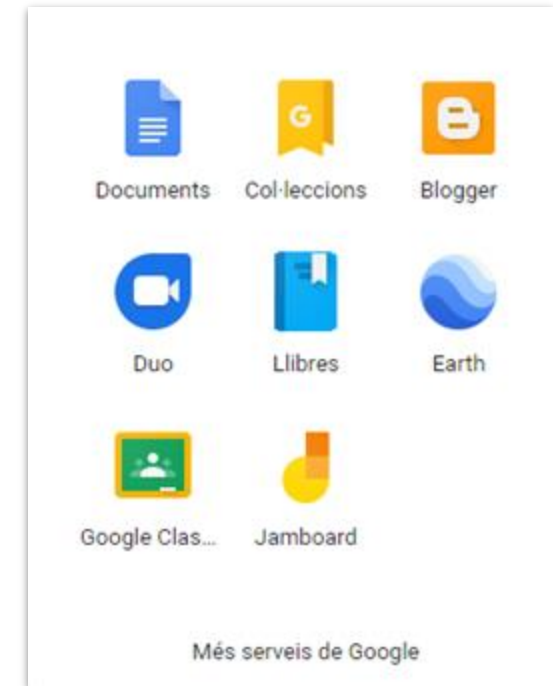 G
Documents Col·leccions Blogger
Duo Llibres Earth
Google Clas... Jamboard
Més serveis de Google